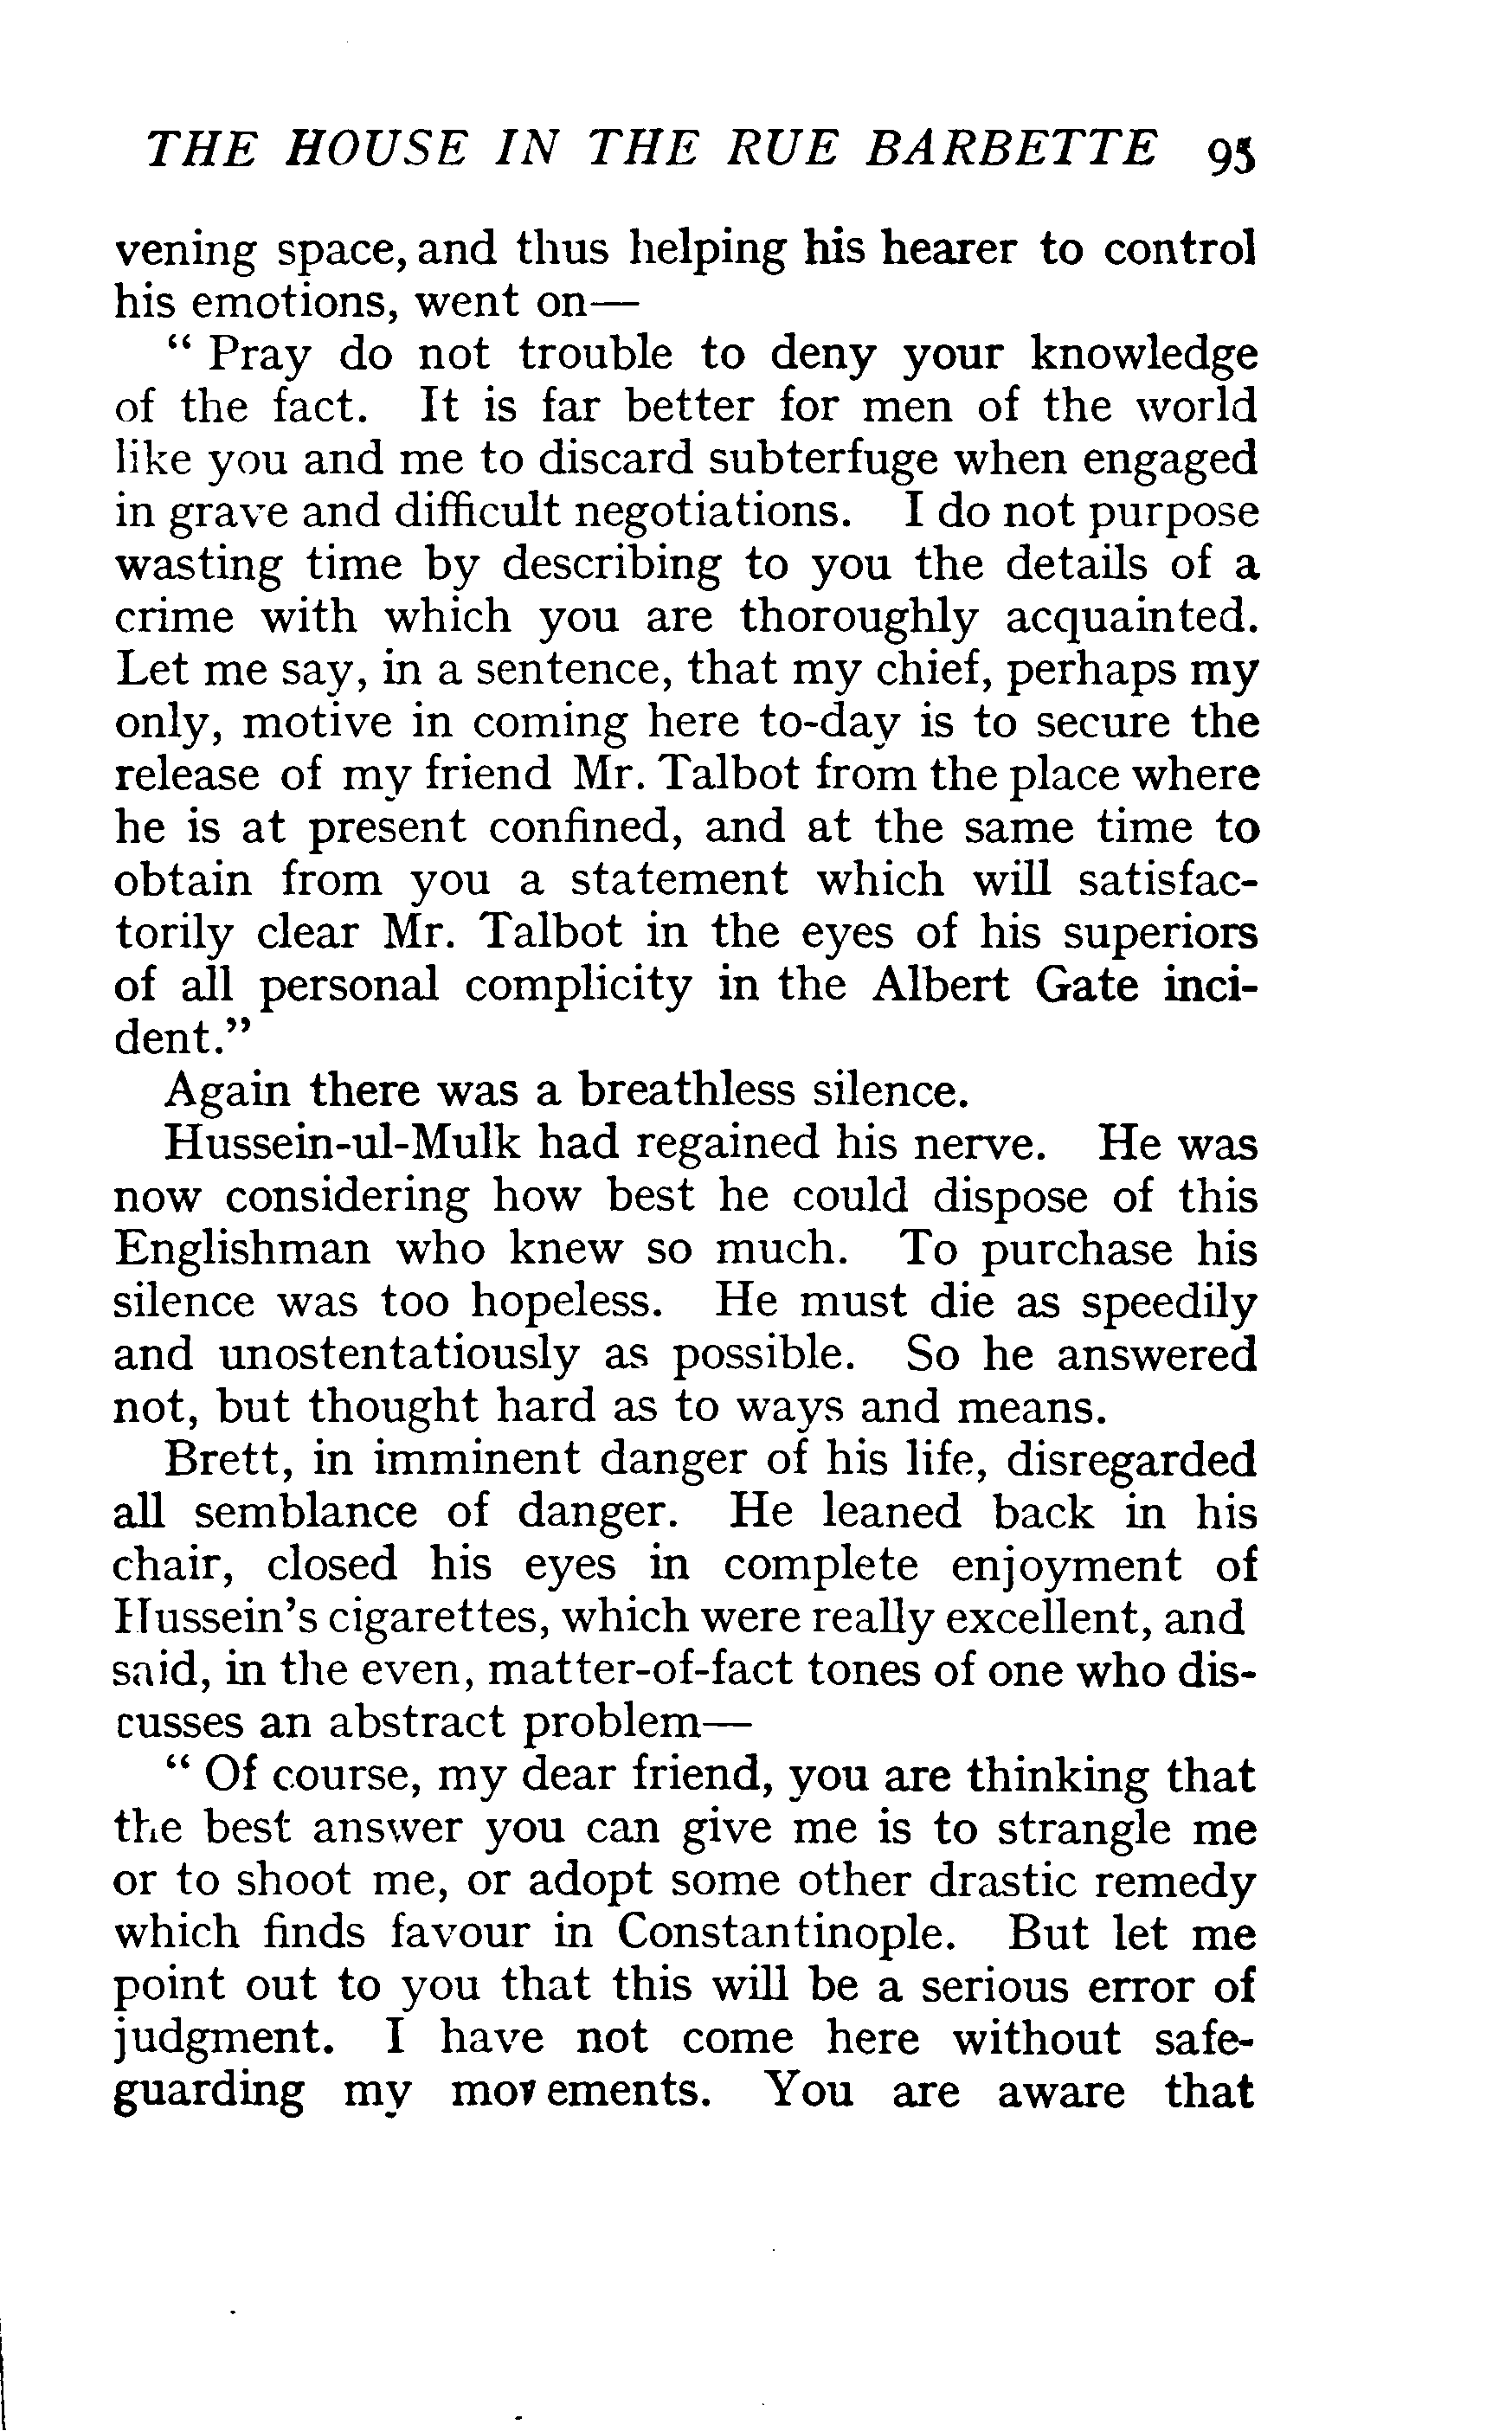 THE HOUSE IN THE RUE BARBETTE 95
vening space, and thus helping his hearer to control
his emotions, went on—
“ Pray do not trouble to deny your knowledge
of the fact. It is far better for men of the world
like you and me to discard subterfuge when engaged
in grave and difficult negotiations. I do not purpose
wasting time by describing to you the details of a
crime with which you are thoroughly acquainted.
Let me say, in a sentence, that my chief, perhaps my
only, motive in coming here to-day is to secure the
release of my friend Mr. Talbot from the place where
he is at present confined, and at the same time to
obtain from you a statement which will satisfac-
torily clear Mr. Talbot in the eyes of his superiors
of all personal complicity in the Albert Gate inci-
dent.”
Again there was a breathless silence.
Hussein-ul-Mulk had regained his nerve. He was
now considering how best he could dispose of this
Englishman who knew so much. To purchase his
silence was too hopeless. He must die as speedily
and unostentatiously as possible. So he answered
not, but thought hard as to ways and means.
Brett, in imminent danger of his life, disregarded
all semblance of danger. He leaned back in his
chair, closed his eyes in complete enjoyment of
Hussein’s cigarettes, which were really excellent, and
said, in the even, matter-of-fact tones of one who dis-
cusses an abstract problem—
“ Of course, my dear friend, you are thinking that
the best answer you can give me is to strangle me
or to shoot me, or adopt some other drastic remedy
which finds favour in Constantinople. But let me
point out to you that this will be a serious error of
judgment. I have not come here without safe-
guarding my movements. You are aware that